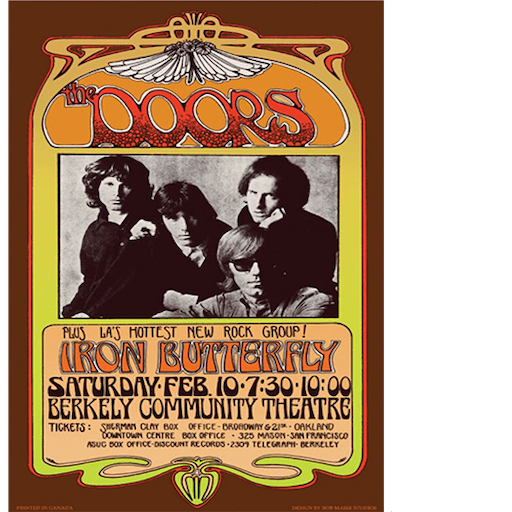 the DOORS
PLUS LA'S HOTTEST NEW ROCK GROUP!
IRON BUTTERFLY
SATURDAY·FEB. 10·7:30·10:00
BERKELY COMMUNITY THEATRE
TICKETS: SHERMAN CLAY BOX OFFICE - BROADWAY & 21ST - OAKLAND
DOWNTOWN CENTRE BOX OFFICE · 325 MASON · SAN FRANCISCO
ASUC BOX OFFICE-DISCOUNT RECORDS · 2309 TELEGRAPH · BERKELEY
PRINTED IN CANADA
DESIGN BY BOB MASSE STUDIOS